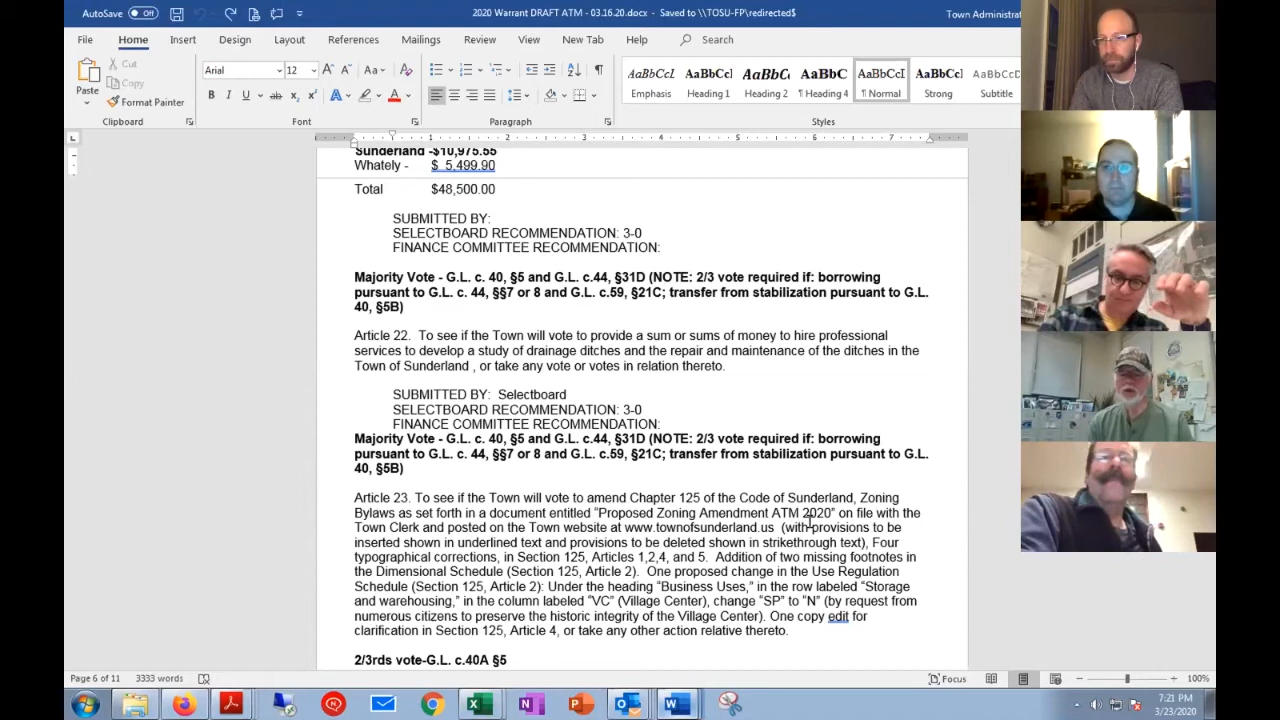 AutoSave Off 2020 Warrant DRAFT ATM - 03.16.20.docx - Saved to \\TOSU-FP\redirected$ Town Administra
File Home Insert Design Layout References Mailings Review View New Tab Help Search
Paste Cut Copy Format Painter
Arial 12
AaBbCcI AaBbCcI AaBbCc AaBbC AaBbCcI AaBbCcI AaBbCcI
Emphasis Heading 1 Heading 2 ¶ Heading 4 ¶ Normal Strong Subtitle
Clipboard Font Paragraph Styles
1 2 3 4 5 6 7
Sunderland -$10,975.55
Whately - $ 5,499.90
Total $48,500.00
SUBMITTED BY:
SELECTBOARD RECOMMENDATION: 3-0
FINANCE COMMITTEE RECOMMENDATION:
Majority Vote - G.L. c. 40, §5 and G.L. c.44, §31D (NOTE: 2/3 vote required if: borrowing
pursuant to G.L. c. 44, §§7 or 8 and G.L. c.59, §21C; transfer from stabilization pursuant to G.L.
40, §5B)
Article 22. To see if the Town will vote to provide a sum or sums of money to hire professional
services to develop a study of drainage ditches and the repair and maintenance of the ditches in the
Town of Sunderland , or take any vote or votes in relation thereto.
SUBMITTED BY: Selectboard
SELECTBOARD RECOMMENDATION: 3-0
FINANCE COMMITTEE RECOMMENDATION:
Majority Vote - G.L. c. 40, §5 and G.L. c.44, §31D (NOTE: 2/3 vote required if: borrowing
pursuant to G.L. c. 44, §§7 or 8 and G.L. c.59, §21C; transfer from stabilization pursuant to G.L.
40, §5B)
Article 23. To see if the Town will vote to amend Chapter 125 of the Code of Sunderland, Zoning
Bylaws as set forth in a document entitled “Proposed Zoning Amendment ATM 2020” on file with the
Town Clerk and posted on the Town website at www.townofsunderland.us (with provisions to be
inserted shown in underlined text and provisions to be deleted shown in strikethrough text), Four
typographical corrections, in Section 125, Articles 1,2,4, and 5. Addition of two missing footnotes in
the Dimensional Schedule (Section 125, Article 2). One proposed change in the Use Regulation
Schedule (Section 125, Article 2): Under the heading “Business Uses,” in the row labeled “Storage
and warehousing,” in the column labeled “VC” (Village Center), change “SP” to “N” (by request from
numerous citizens to preserve the historic integrity of the Village Center). One copy edit for
clarification in Section 125, Article 4, or take any other action relative thereto.
2/3rds vote-G.L. c.40A §5
Page 6 of 11 3333 words Focus 100%
7:21 PM
3/23/2020